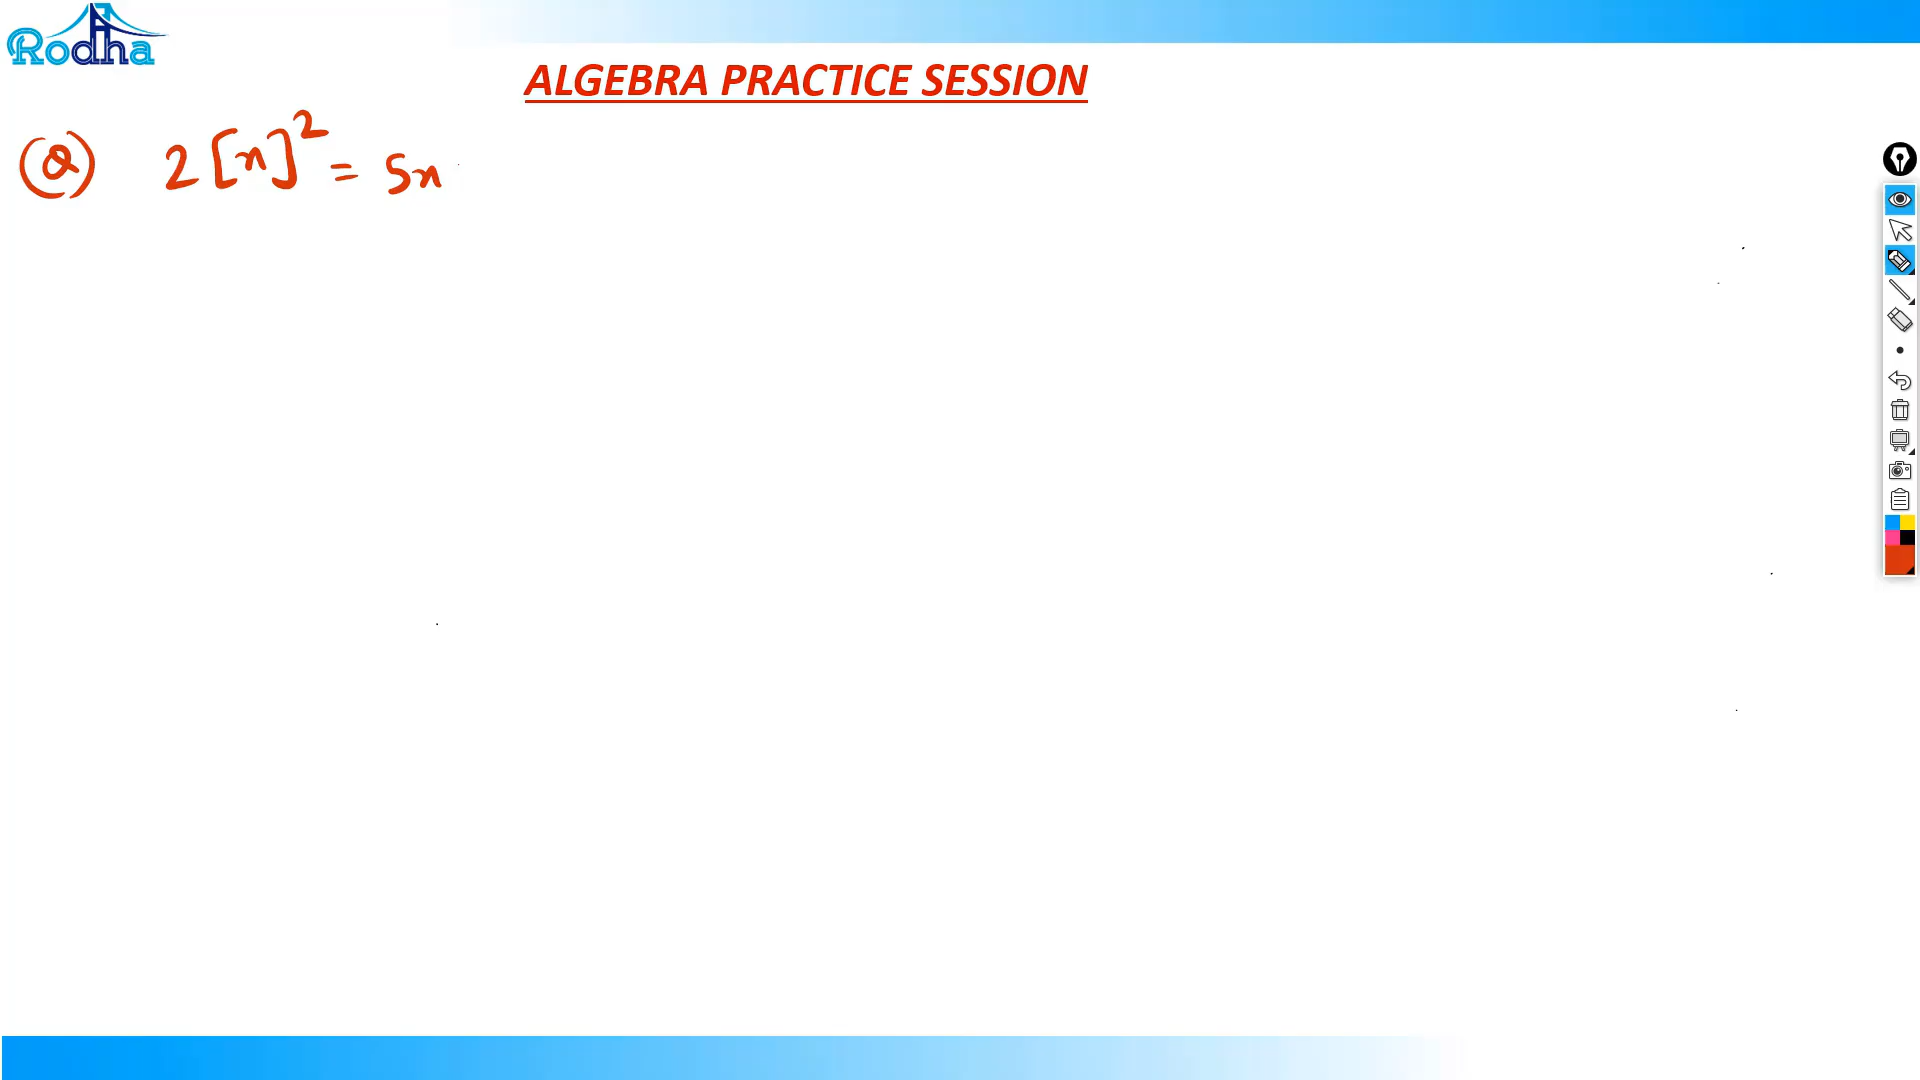 Rodha
ALGEBRA PRACTICE SESSION
(Q) 2[x]² = 5x